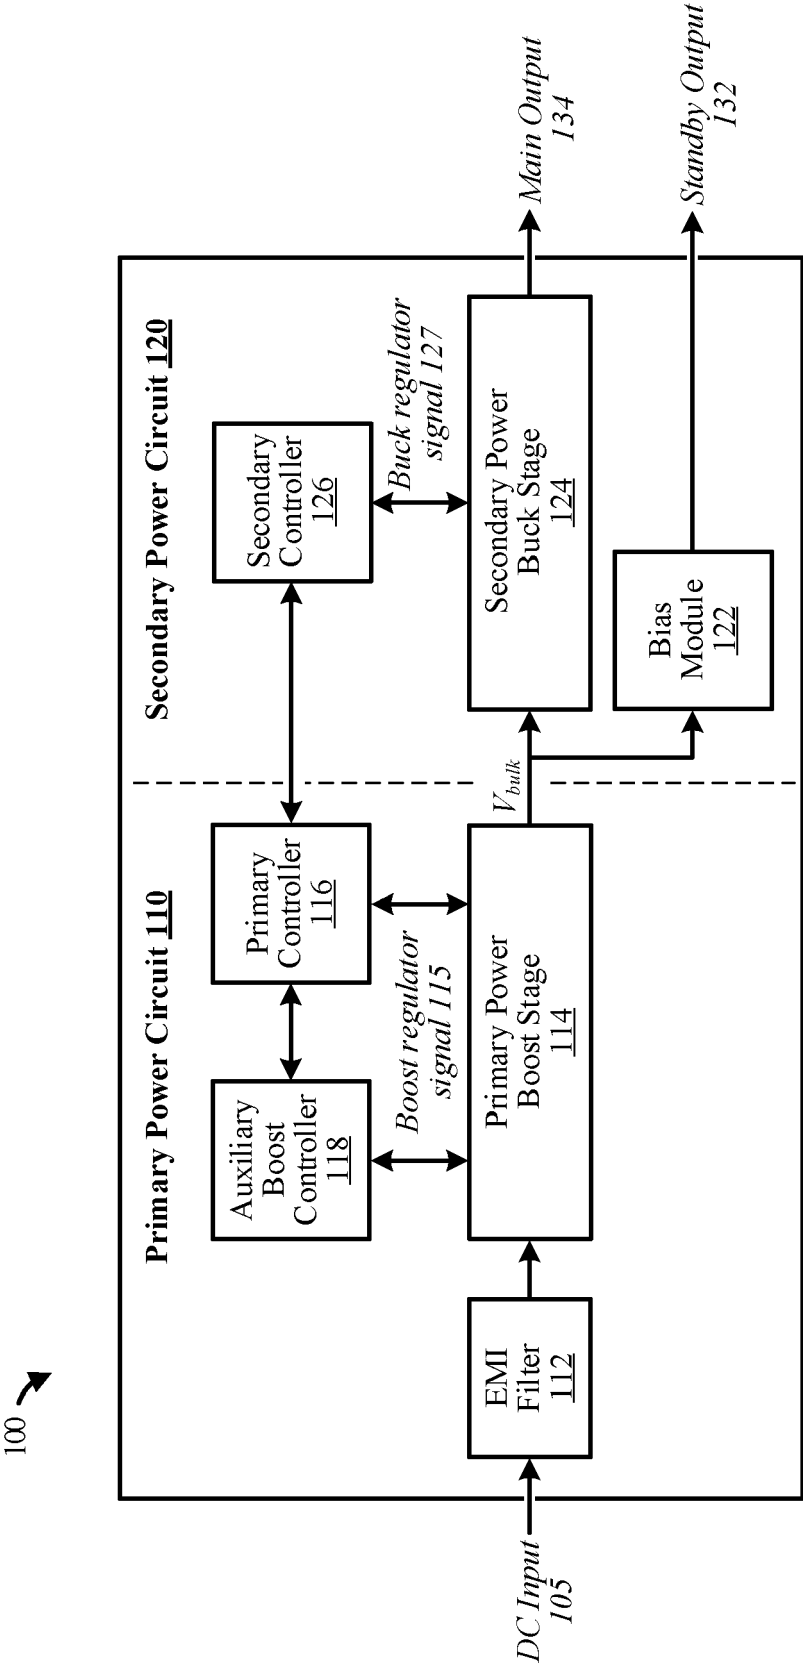 100
Primary Power Circuit 110
Secondary Power Circuit 120
Auxiliary
Boost
Controller
118
Primary
Controller
116
Secondary
Controller
126
Boost regulator
signal 115
Buck regulator
signal 127
DC Input
105
EMI
Filter
112
Primary Power
Boost Stage
114
Vbulk
Secondary Power
Buck Stage
124
Main Output
134
Bias
Module
122
Standby Output
132